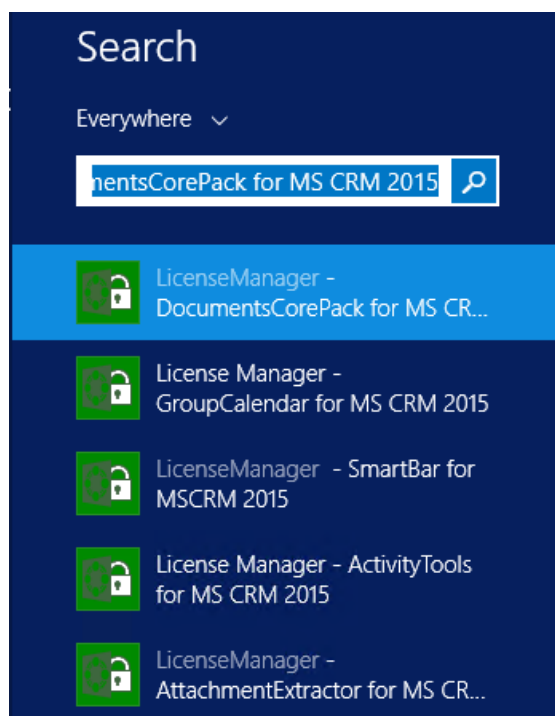 Search
Everywhere
mentsCorePack for MS CRM 2015
LicenseManager -
DocumentsCorePack for MS CR...
License Manager -
GroupCalendar for MS CRM 2015
LicenseManager - SmartBar for
MSCRM 2015
License Manager - ActivityTools
for MS CRM 2015
LicenseManager -
AttachmentExtractor for MS CR...